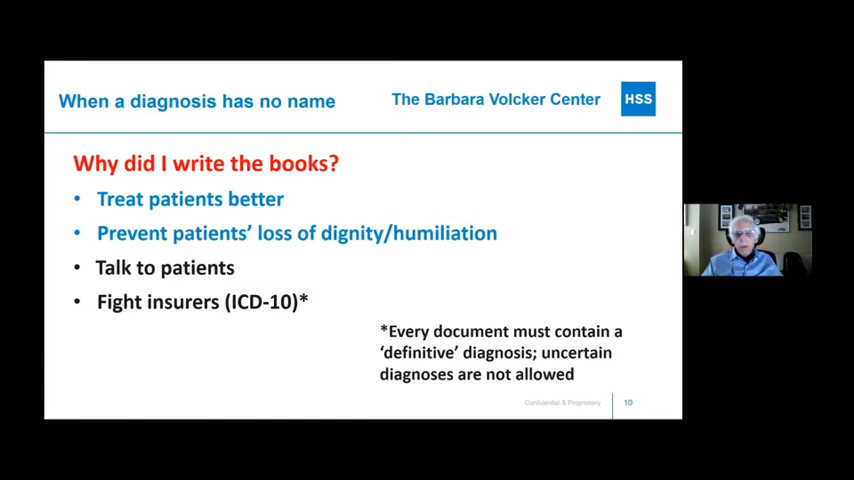 When a diagnosis has no name
The Barbara Volcker Center
HSS
Why did I write the books?
• Treat patients better
• Prevent patients’ loss of dignity/humiliation
• Talk to patients
• Fight insurers (ICD-10)*
*Every document must contain a
‘definitive’ diagnosis; uncertain
diagnoses are not allowed
Confidential & Proprietary
10